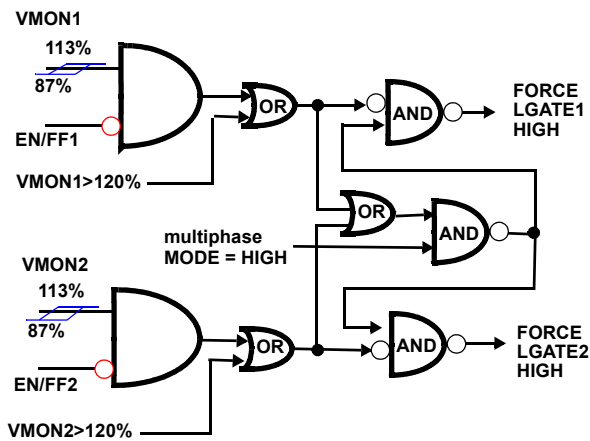 VMON1
113%
87%
EN/FF1
VMON1>120%
OR
AND
FORCE
LGATE1
HIGH
OR
AND
multiphase
MODE = HIGH
VMON2
113%
87%
EN/FF2
VMON2>120%
OR
AND
FORCE
LGATE2
HIGH